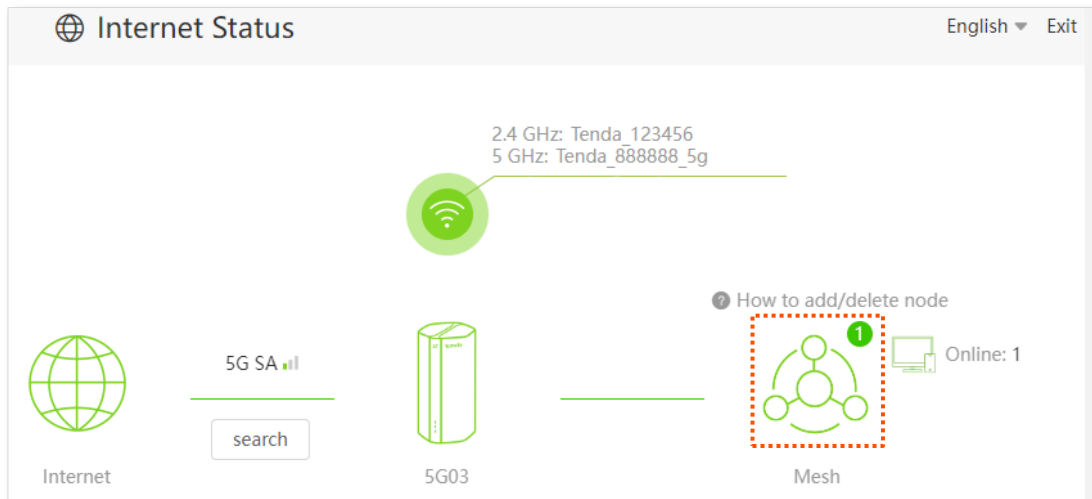 Internet Status
English
Exit
2.4 GHz: Tenda_123456
5 GHz: Tenda_888888_5g
How to add/delete node
1
5G SA
Online: 1
search
Internet
5G03
Mesh